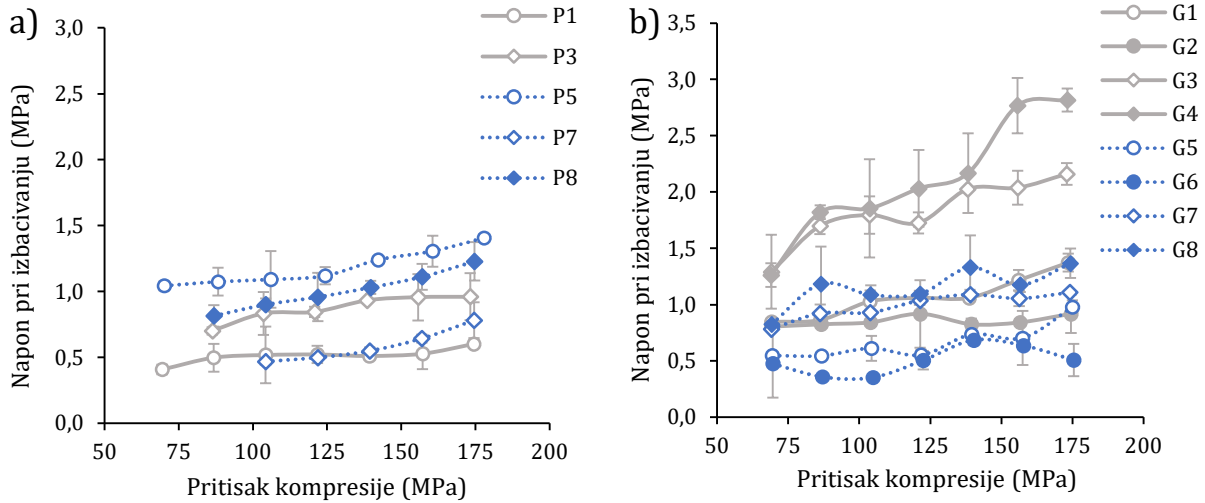 a)
Napon pri izbacivanju (MPa)
3,0
2,5
2,0
1,5
1,0
0,5
0,0
50 75 100 125 150 175 200
Pritisak kompresije (MPa)
P1
P3
P5
P7
P8
b)
Napon pri izbacivanju (MPa)
3,5
3,0
2,5
2,0
1,5
1,0
0,5
0,0
50 75 100 125 150 175 200
Pritisak kompresije (MPa)
G1
G2
G3
G4
G5
G6
G7
G8